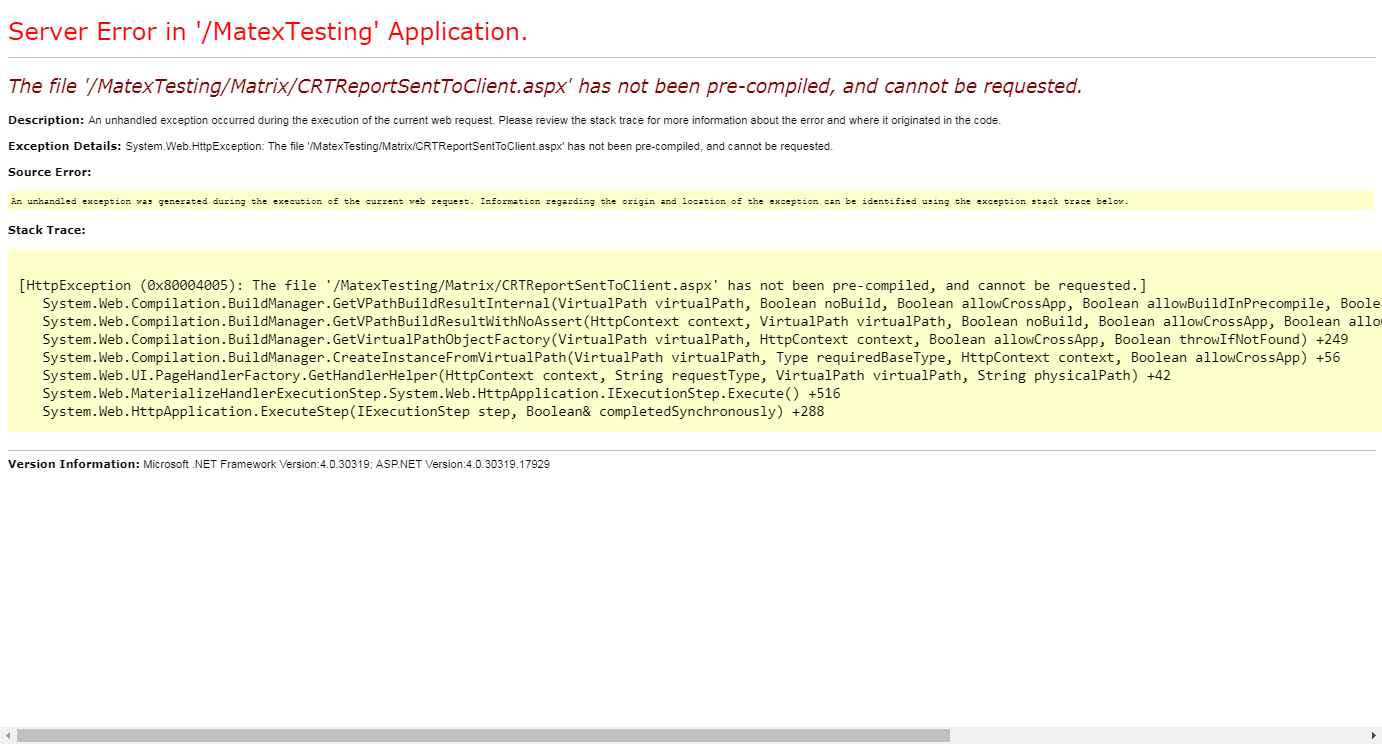 Server Error in '/MatexTesting' Application.
The file '/MatexTesting/Matrix/CRTReportSentToClient.aspx' has not been pre-compiled, and cannot be requested.
Description: An unhandled exception occurred during the execution of the current web request. Please review the stack trace for more information about the error and where it originated in the code.
Exception Details: System.Web.HttpException: The file '/MatexTesting/Matrix/CRTReportSentToClient.aspx' has not been pre-compiled, and cannot be requested.
Source Error:
An unhandled exception was generated during the execution of the current web request. Information regarding the origin and location of the exception can be identified using the exception stack trace below.
Stack Trace:
[HttpException (0x80004005): The file '/MatexTesting/Matrix/CRTReportSentToClient.aspx' has not been pre-compiled, and cannot be requested.]
System.Web.Compilation.BuildManager.GetVPathBuildResultInternal(VirtualPath virtualPath, Boolean noBuild, Boolean allowCrossApp, Boolean allowBuildInPrecompile, Boole
System.Web.Compilation.BuildManager.GetVPathBuildResultWithNoAssert(HttpContext context, VirtualPath virtualPath, Boolean noBuild, Boolean allowCrossApp, Boolean allo
System.Web.Compilation.BuildManager.GetVirtualPathObjectFactory(VirtualPath virtualPath, HttpContext context, Boolean allowCrossApp, Boolean throwIfNotFound) +249
System.Web.Compilation.BuildManager.CreateInstanceFromVirtualPath(VirtualPath virtualPath, Type requiredBaseType, HttpContext context, Boolean allowCrossApp) +56
System.Web.UI.PageHandlerFactory.GetHandlerHelper(HttpContext context, String requestType, VirtualPath virtualPath, String physicalPath) +42
System.Web.MaterializeHandlerExecutionStep.System.Web.HttpApplication.IExecutionStep.Execute() +516
System.Web.HttpApplication.ExecuteStep(IExecutionStep step, Boolean& completedSynchronously) +288
Version Information: Microsoft .NET Framework Version:4.0.30319; ASP.NET Version:4.0.30319.17929